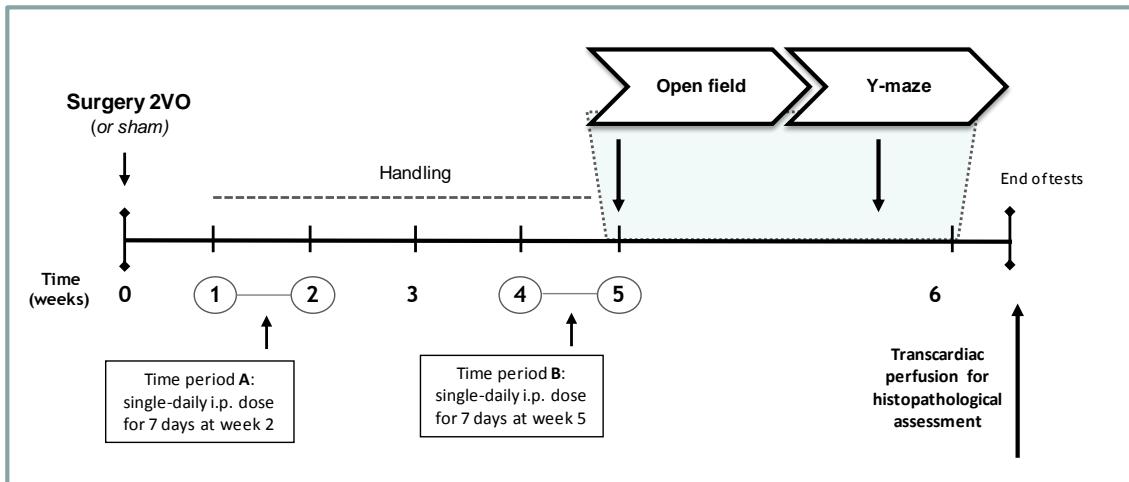 Open field
Y-maze
Surgery 2VO
(or sham)
Handling
End of tests
Time
(weeks)
0
1
2
3
4
5
6
Time period A:
single-daily i.p. dose
for 7 days at week 2
Time period B:
single-daily i.p. dose
for 7 days at week 5
Transcardiac
perfusion for
histopathological
assessment